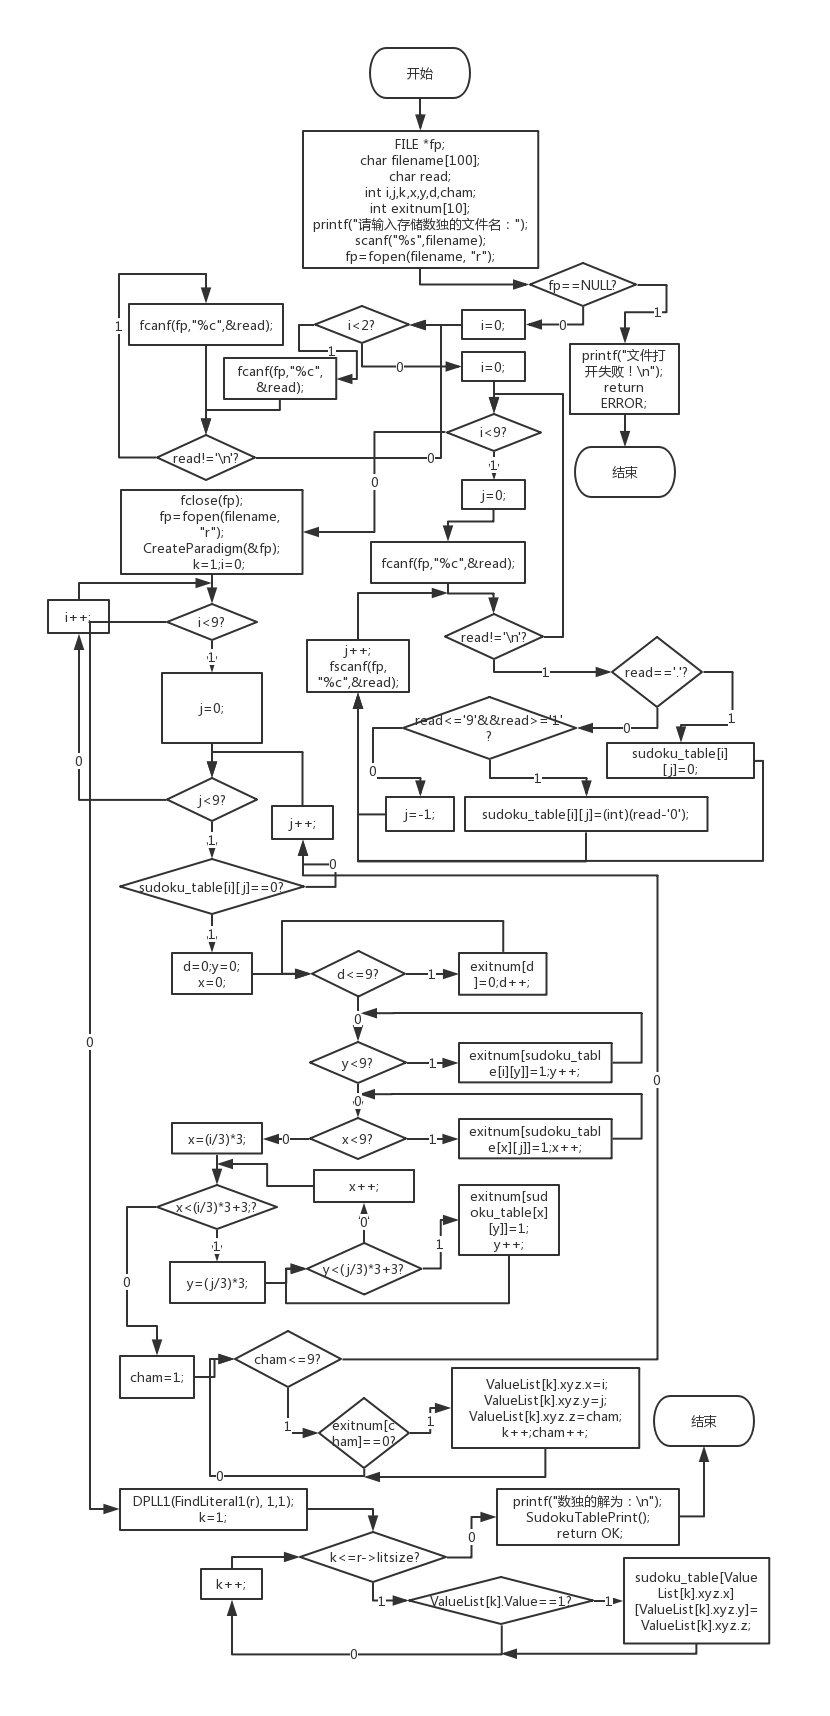 开始
FILE *fp;
char filename[100];
char read;
int i,j,k,x,y,d,cham;
int exitnum[10];
printf("请输入存储数独的文件名：");
scanf("%s",filename);
fp=fopen(filename, "r");
fp==NULL?
1
0
printf("文件打
开失败！\n");
return
ERROR;
结束
i=0;
i<2?
1
0
fcanf(fp,"%c",
&read);
fcanf(fp,"%c",&read);
1
read!='\n'?
0
i=0;
i<9?
1
0
j=0;
fcanf(fp,"%c",&read);
read!='\n'?
1
j++;
fscanf(fp,
"%c",&read);
read=='.'?
1
0
sudoku_table[i]
[j]=0;
read<='9'&&read>='1'
?
0
1
j=-1;
sudoku_table[i][j]=(int)(read-'0');
fclose(fp);
fp=fopen(filename,
"r");
CreateParadigm(&fp);
k=1;i=0;
i++;
i<9?
1
0
j=0;
j<9?
0
1
j++;
sudoku_table[i][j]==0?
0
1
d=0;y=0;
x=0;
d<=9?
1
exitnum[d
]=0;d++;
0
y<9?
1
exitnum[sudoku_tabl
e[i][y]]=1;y++;
0
x<9?
1
exitnum[sudoku_tabl
e[x][j]]=1;x++;
0
x=(i/3)*3;
x<(i/3)*3+3;?
1
0
x++;
0
y=(j/3)*3;
y<(j/3)*3+3?
1
exitnum[sud
oku_table[x]
[y]]=1;
y++;
cham=1;
cham<=9?
0
1
exitnum[c
ham]==0?
1
0
ValueList[k].xyz.x=i;
ValueList[k].xyz.y=j;
ValueList[k].xyz.z=cham;
k++;cham++;
DPLL1(FindLiteral1(r), 1,1);
k=1;
k<=r->litsize?
0
1
printf("数独的解为：\n");
SudokuTablePrint();
return OK;
结束
k++;
ValueList[k].Value==1?
1
0
sudoku_table[Value
List[k].xyz.x]
[ValueList[k].xyz.y]=
ValueList[k].xyz.z;